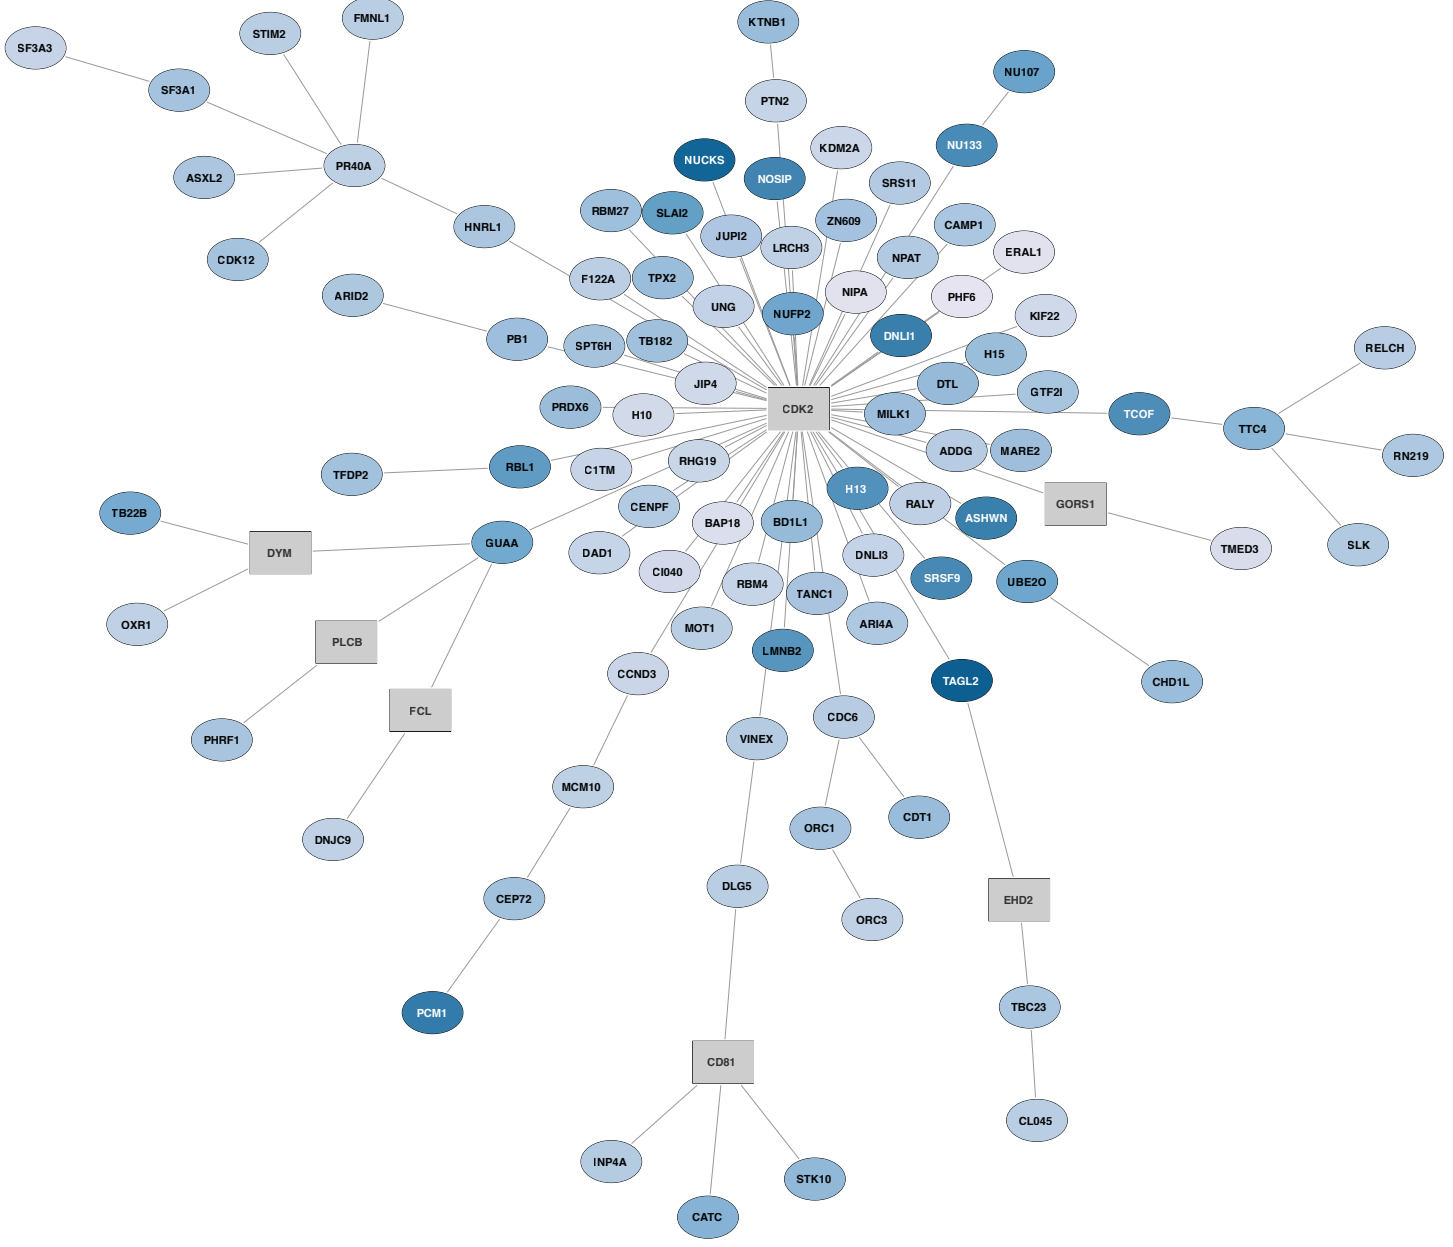 FMNL1
KTNB1
STIM2
SF3A3
NU107
SF3A1
PTN2
NU133
KDM2A
NUCKS
PR40A
ASXL2
NOSIP
SRS11
RBM27
SLAI2
ZN609
CAMP1
HNRL1
JUPI2
LRCH3
ERAL1
NPAT
CDK12
F122A
TPX2
NIPA
PHF6
ARID2
UNG
NUFP2
KIF22
DNLI1
PB1
SPT6H
TB182
H15
RELCH
JIP4
DTL
GTF2I
PRDX6
H10
CDK2
MILK1
TCOF
TTC4
ADDG
MARE2
RN219
RHG19
RBL1
C1TM
TFDP2
H13
CENPF
RALY
GORS1
TB22B
BAP18
BD1L1
ASHWN
GUAA
DYM
DAD1
DNLI3
TMED3
SLK
CI040
SRSF9
UBE2O
RBM4
TANC1
OXR1
MOT1
ARI4A
PLCB
LMNB2
CCND3
TAGL2
CHD1L
FCL
CDC6
PHRF1
VINEX
MCM10
CDT1
ORC1
DNJC9
DLG5
CEP72
EHD2
ORC3
TBC23
PCM1
CD81
CL045
INP4A
STK10
CATC